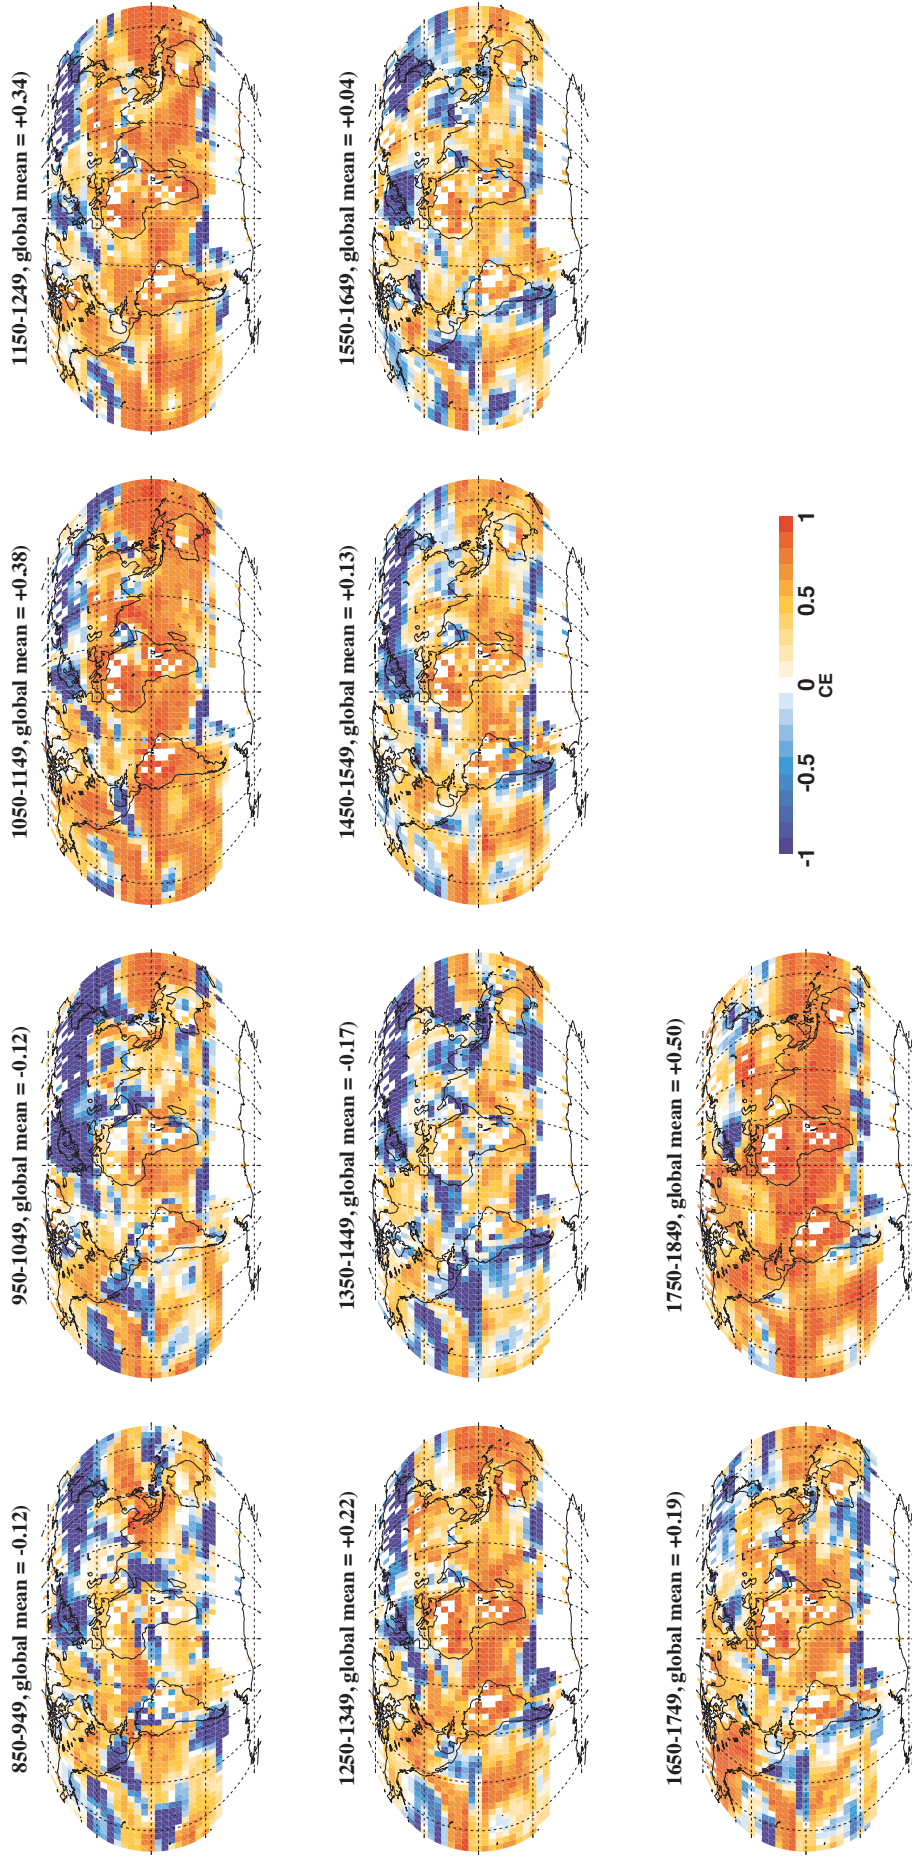 850-949, global mean = -0.12)
950-1049, global mean = -0.12)
1050-1149, global mean = +0.38)
1150-1249, global mean = +0.34)
1250-1349, global mean = +0.22)
1350-1449, global mean = -0.17)
1450-1549, global mean = +0.13)
1550-1649, global mean = +0.04)
1650-1749, global mean = +0.19)
1750-1849, global mean = +0.50)
-1 -0.5 0 0.5 1
CE